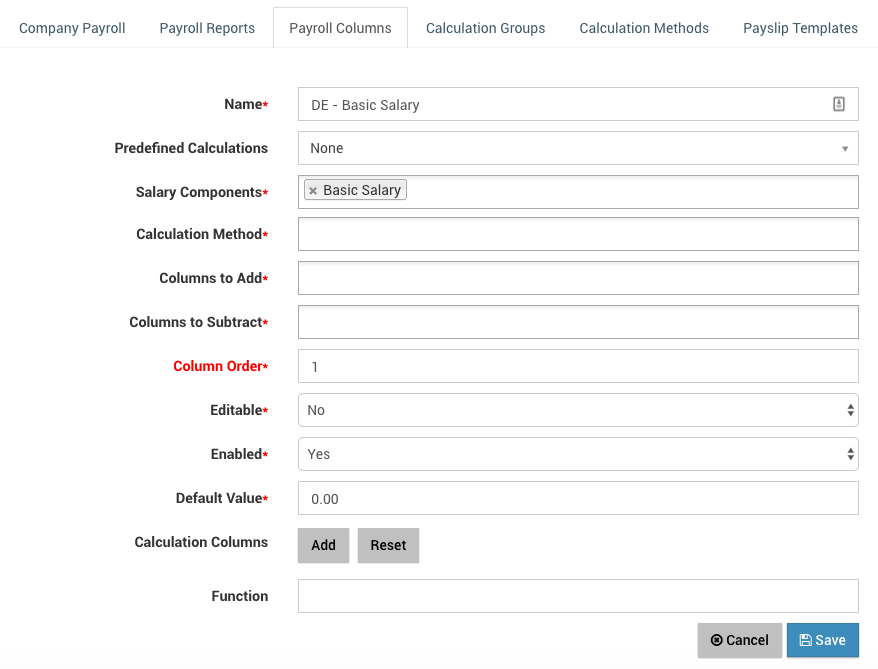 Company Payroll Payroll Reports Payroll Columns Calculation Groups Calculation Methods Payslip Templates
Name* DE - Basic Salary
Predefined Calculations None
Salary Components* × Basic Salary
Calculation Method*
Columns to Add*
Columns to Subtract*
Column Order* 1
Editable* No
Enabled* Yes
Default Value* 0.00
Calculation Columns Add Reset
Function
Cancel Save